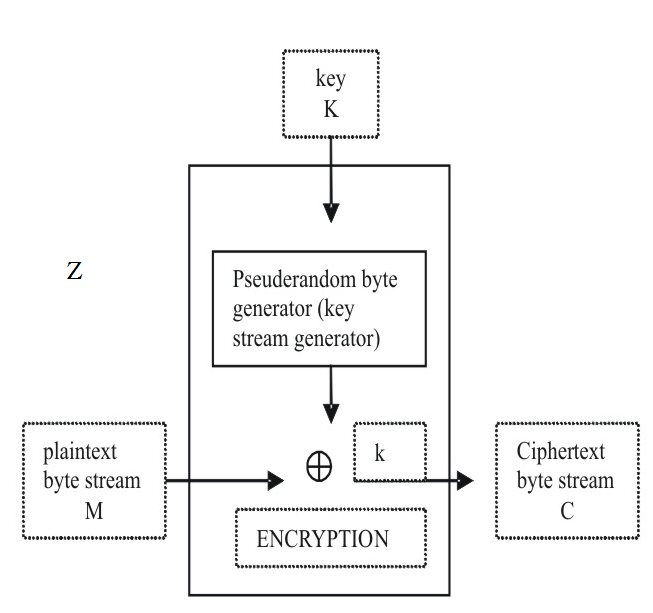 key
K
Z
Pseuderandom byte
generator (key
stream generator)
plaintext
byte stream
M
⊕
k
Ciphertext
byte stream
C
ENCRYPTION